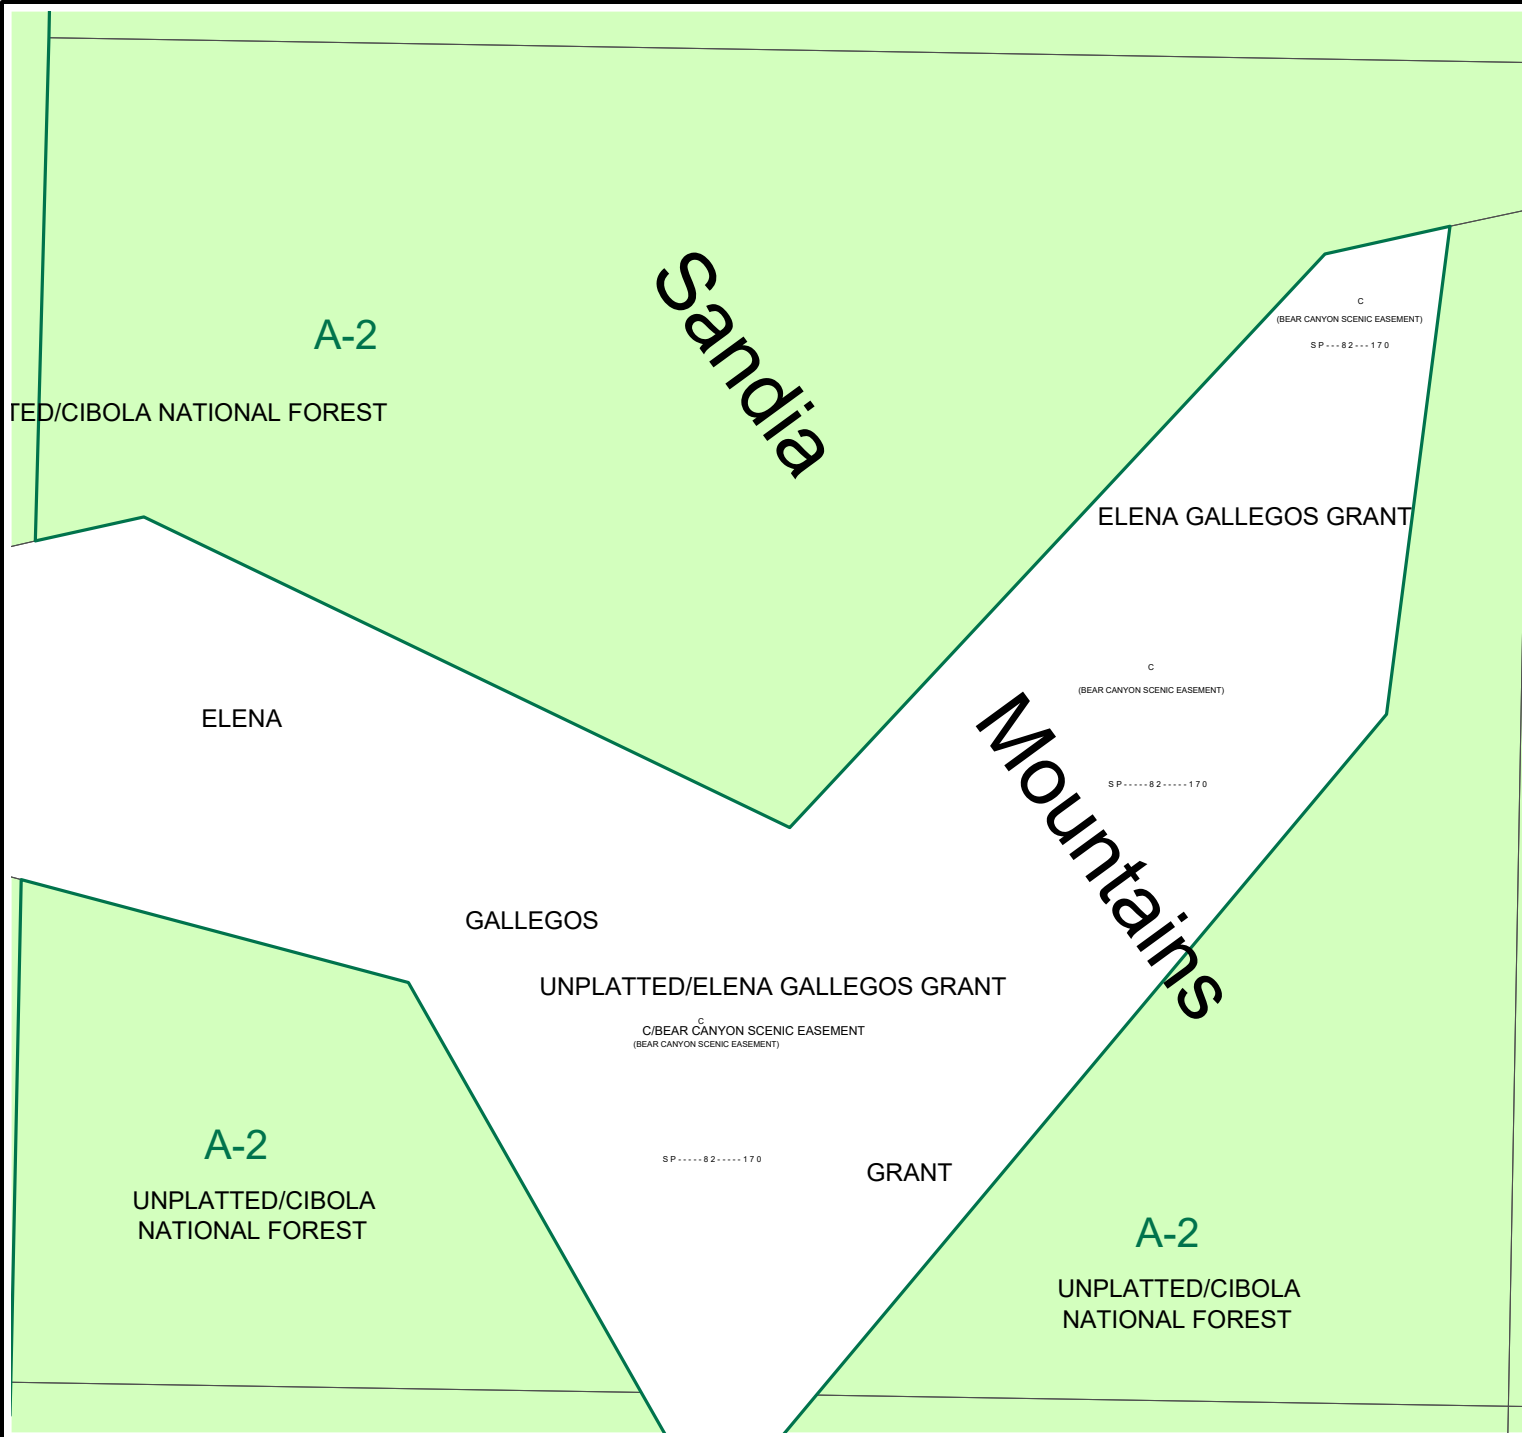 Sandia
C
(BEAR CANYON SCENIC EASEMENT)
SP---82---170
A-2
TED/CIBOLA NATIONAL FOREST
ELENA GALLEGOS GRANT
C
(BEAR CANYON SCENIC EASEMENT)
Mountains
ELENA
SP-----82-----170
GALLEGOS
UNPLATTED/ELENA GALLEGOS GRANT
C
C/BEAR CANYON SCENIC EASEMENT
(BEAR CANYON SCENIC EASEMENT)
A-2
SP-----82-----170
GRANT
UNPLATTED/CIBOLA
NATIONAL FOREST
A-2
UNPLATTED/CIBOLA
NATIONAL FOREST